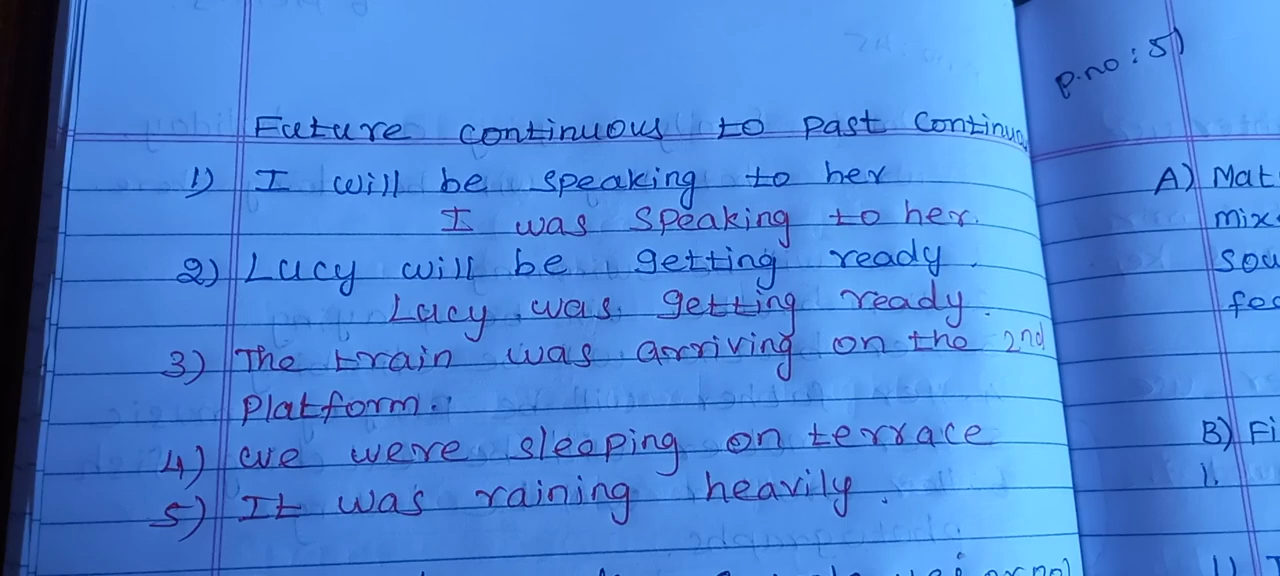 Future continuous to past Continuo
1) I will be speaking to her
I was speaking to her.
2) Lucy will be getting ready.
Lucy was getting ready.
3) The train was arriving on the 2nd
Platform.
4) We were sleeping on terrace
5) It was raining heavily.
P.no: 5)
A) Mat
mix
sou
B) Fi
1.